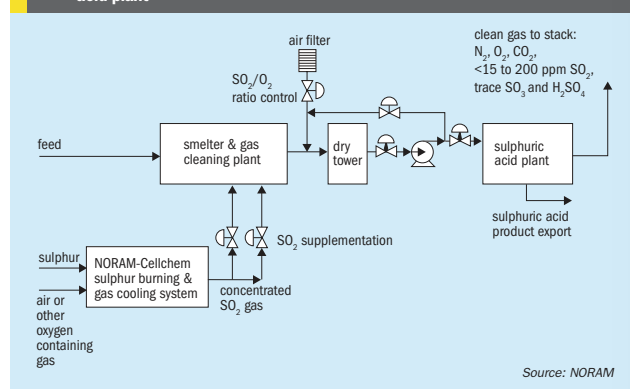 acid plant
air filter
SO2/O2
ratio control
clean gas to stack:
N2, O2, CO2,
<15 to 200 ppm SO2,
trace SO3 and H2SO4
feed
smelter & gas
cleaning plant
dry
tower
sulphuric
acid plant
sulphuric acid
product export
SO2 supplementation
sulphur
NORAM-Cellchem
sulphur burning &
gas cooling system
concentrated
SO2 gas
air or
other
oxygen
containing
gas
Source: NORAM